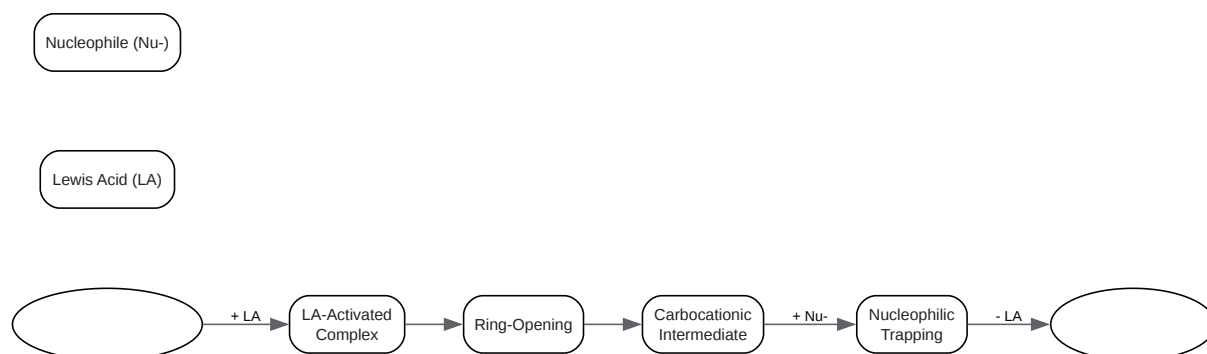 Nucleophile (Nu-)
Lewis Acid (LA)
+ LA
LA-Activated
Complex
Ring-Opening
Carbocationic
Intermediate
+ Nu-
Nucleophilic
Trapping
- LA